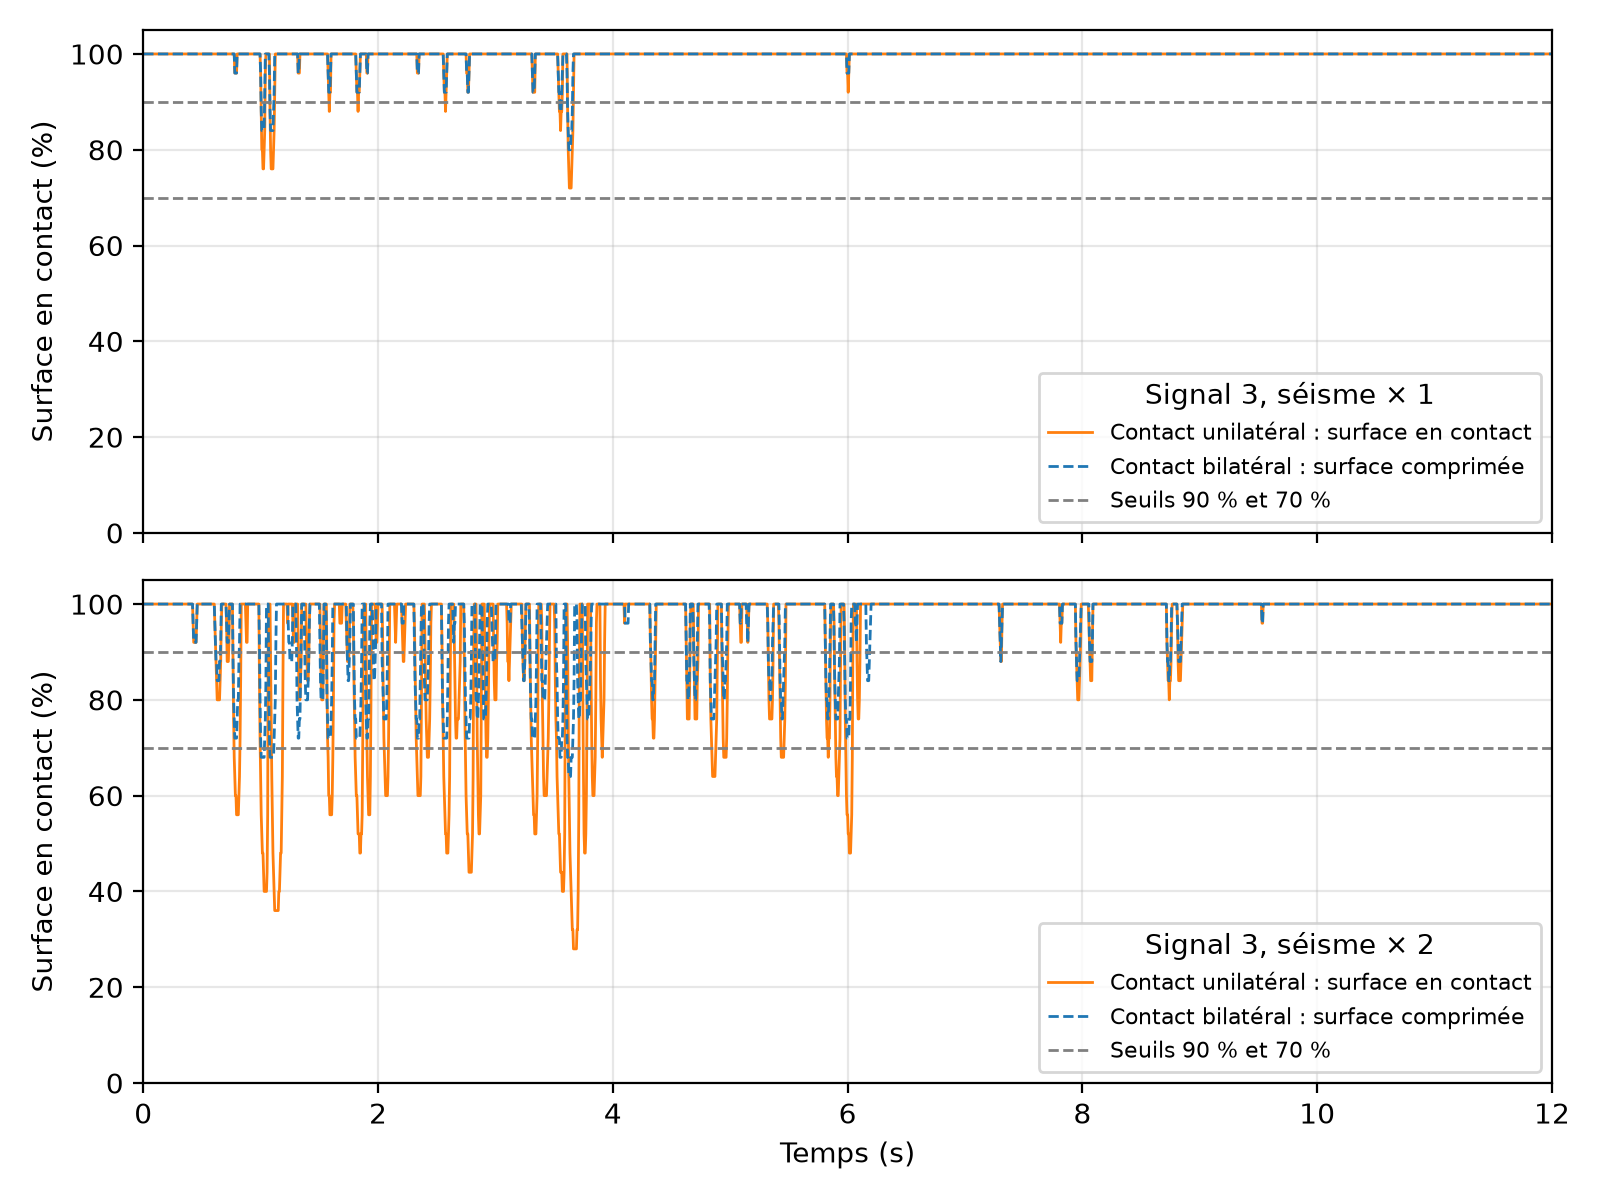 100
80
60
40
20
0
Surface en contact (%)
Signal 3, séisme × 1
Contact unilatéral : surface en contact
Contact bilatéral : surface comprimée
Seuils 90 % et 70 %
100
80
60
40
20
0
Surface en contact (%)
Signal 3, séisme × 2
Contact unilatéral : surface en contact
Contact bilatéral : surface comprimée
Seuils 90 % et 70 %
0 2 4 6 8 10 12
Temps (s)